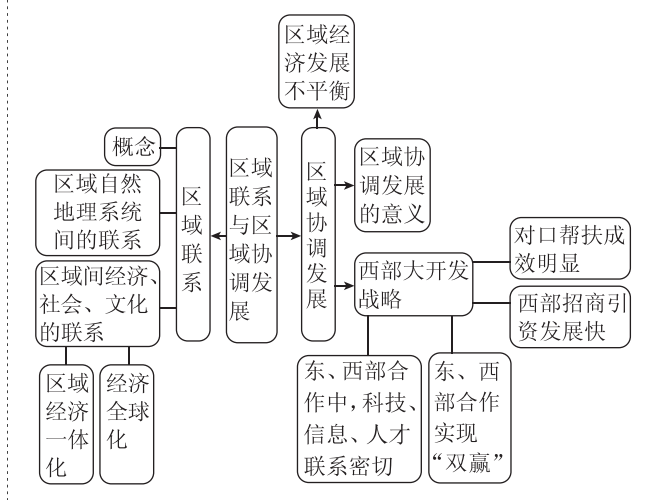 区域经
济发展
不平衡
概念
区域自然
地理系统
间的联系
区域间经济、
社会、文化
的联系
区域
经济
一体
化
经济
全球
化
区
域
联
系
区域
联系
与区
域协
调发
展
区
域
协
调
发
展
区域协
调发展
的意义
西部大开发
战略
对口帮扶成
效明显
西部招商引
资发展快
东、西部合
作中,科技、
信息、人才
联系密切
东、西
部合作
实现
“双赢”